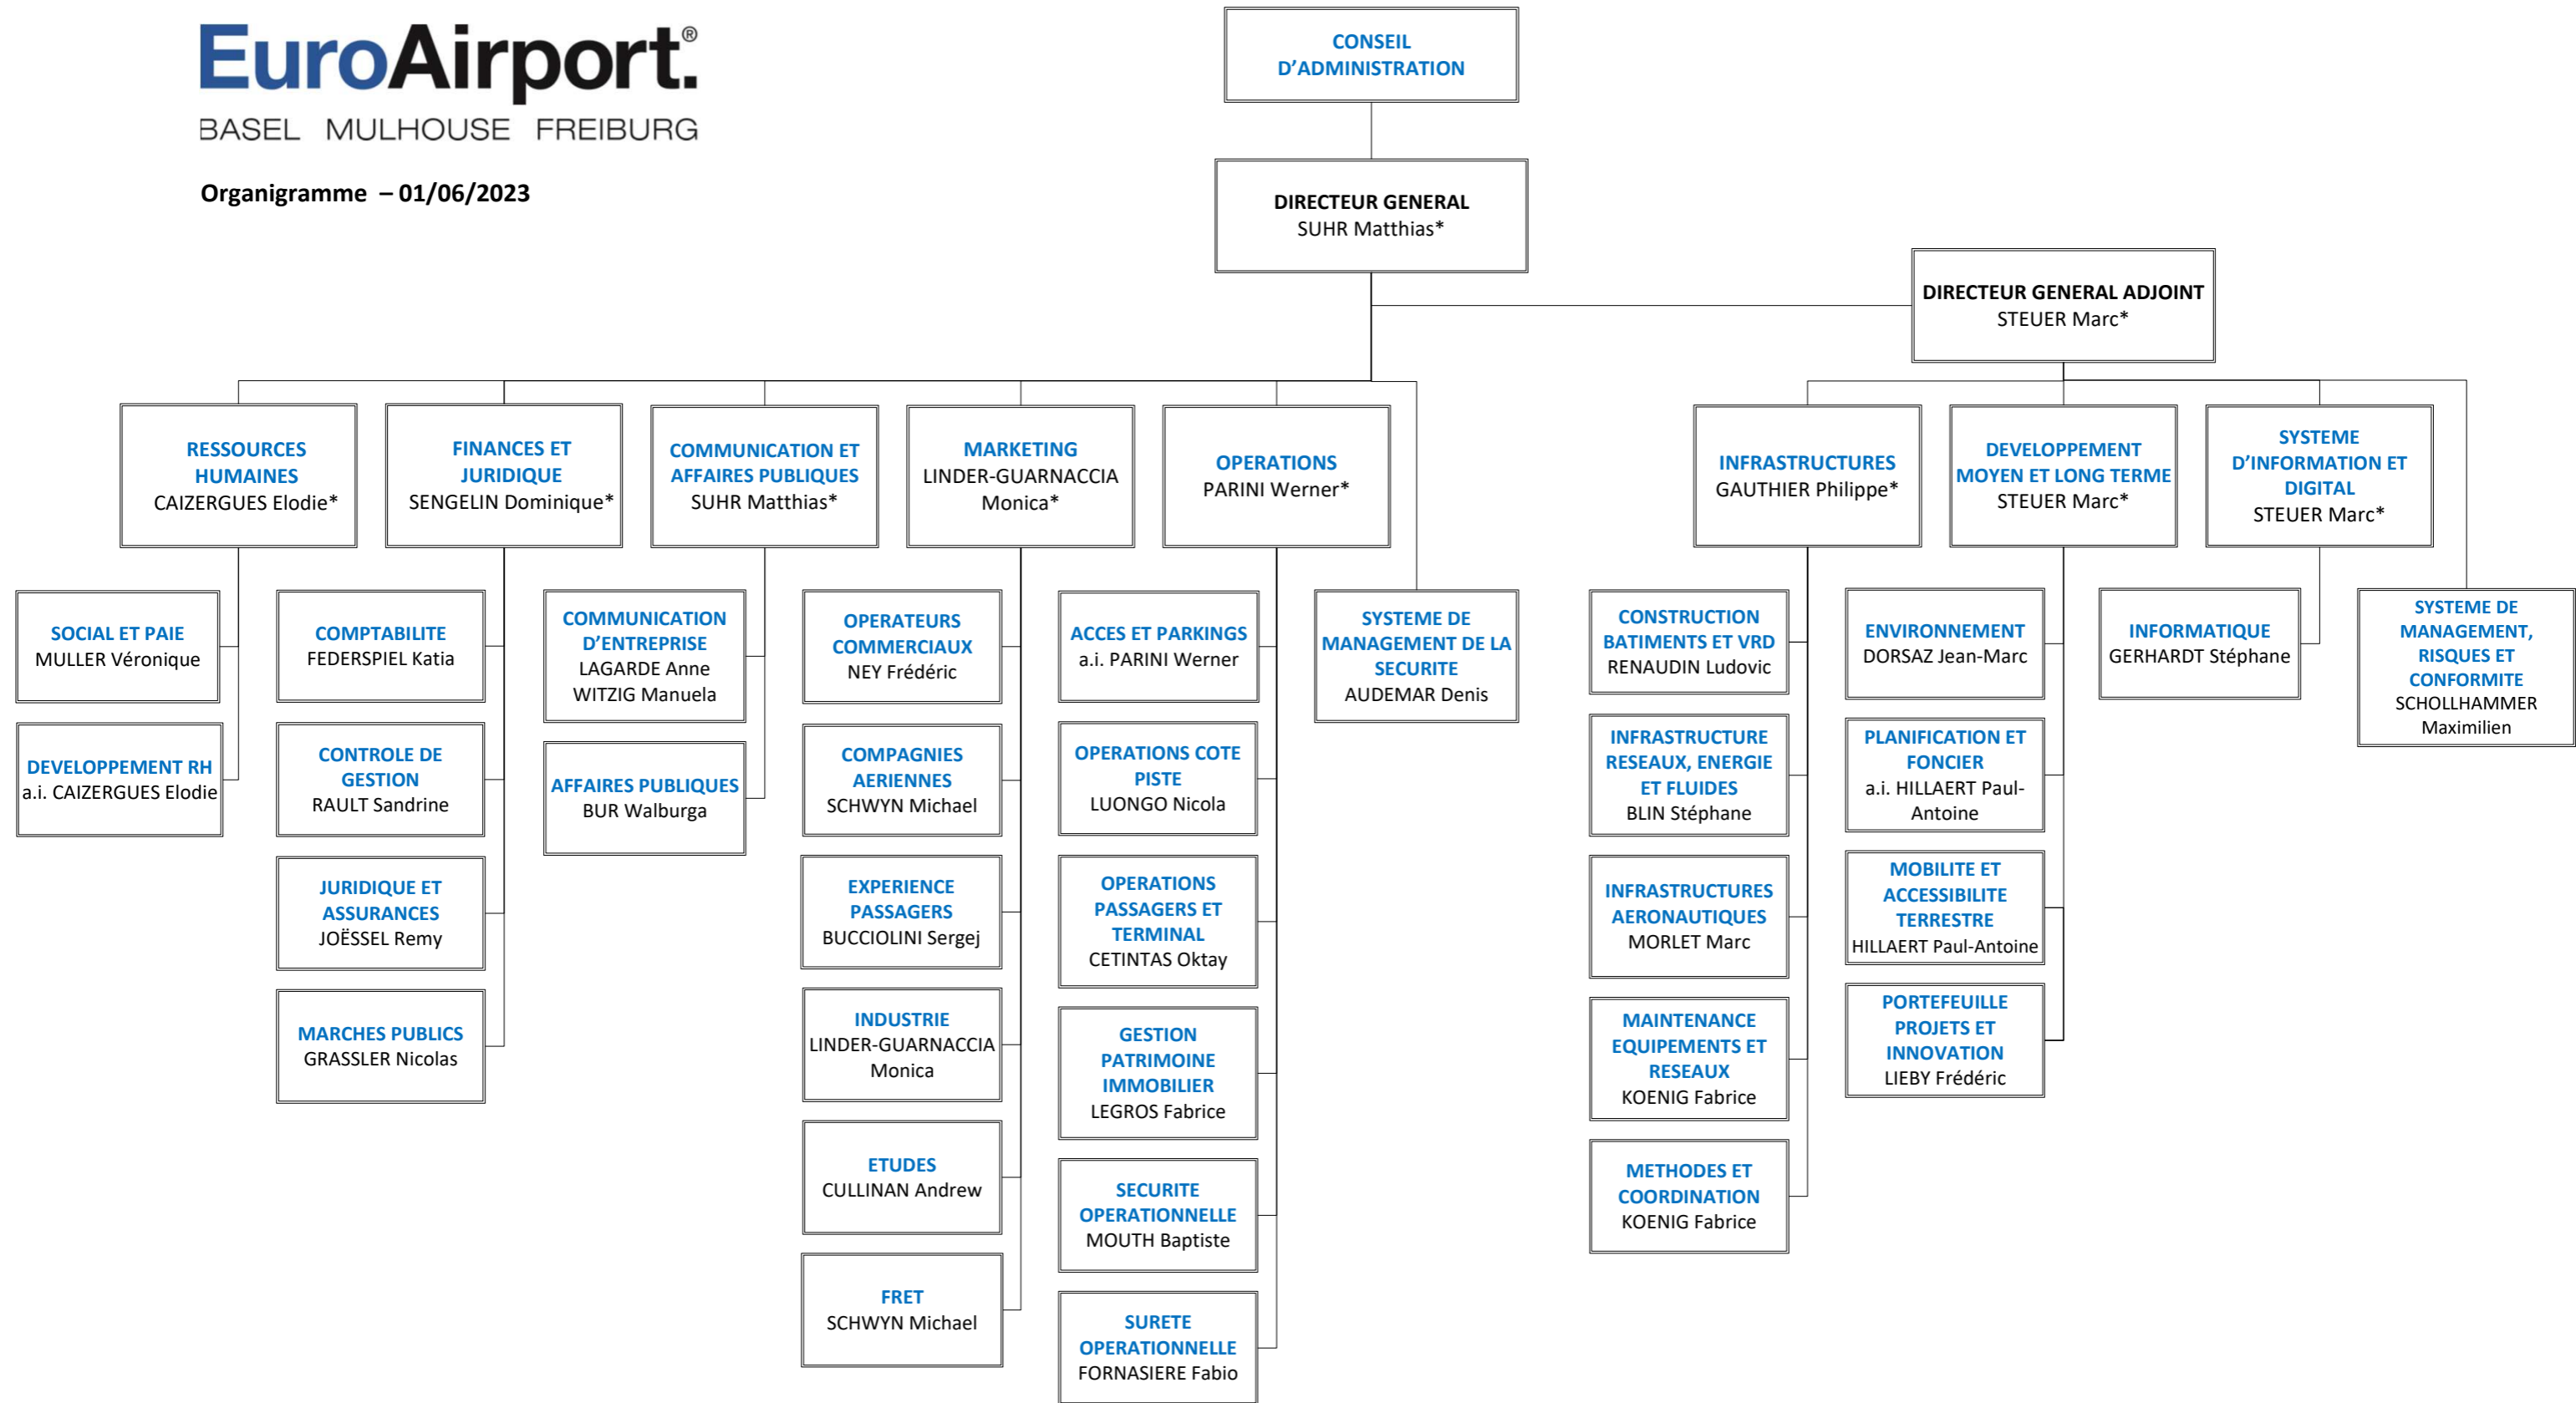 EuroAirport.®
BASEL MULHOUSE FREIBURG
Organigramme – 01/06/2023
CONSEIL
D'ADMINISTRATION
DIRECTEUR GENERAL
SUHR Matthias*
DIRECTEUR GENERAL ADJOINT
STEUER Marc*
RESSOURCES
HUMAINES
CAIZERGUES Elodie*
FINANCES ET
JURIDIQUE
SENGELIN Dominique*
COMMUNICATION ET
AFFAIRES PUBLIQUES
SUHR Matthias*
MARKETING
LINDER-GUARNACCIA
Monica*
OPERATIONS
PARINI Werner*
INFRASTRUCTURES
GAUTHIER Philippe*
DEVELOPPEMENT
MOYEN ET LONG TERME
STEUER Marc*
SYSTEME
D'INFORMATION ET
DIGITAL
STEUER Marc*
SOCIAL ET PAIE
MULLER Véronique
DEVELOPPEMENT RH
a.i. CAIZERGUES Elodie
COMPTABILITE
FEDERSPIEL Katia
CONTROLE DE
GESTION
RAULT Sandrine
JURIDIQUE ET
ASSURANCES
JOËSSEL Remy
MARCHES PUBLICS
GRASSLER Nicolas
COMMUNICATION
D'ENTREPRISE
LAGARDE Anne
WITZIG Manuela
AFFAIRES PUBLIQUES
BUR Walburga
OPERATEURS
COMMERCIAUX
NEY Frédéric
COMPAGNIES
AERIENNES
SCHWYN Michael
EXPERIENCE
PASSAGERS
BUCCIOLINI Sergej
INDUSTRIE
LINDER-GUARNACCIA
Monica
ETUDES
CULLINAN Andrew
FRET
SCHWYN Michael
ACCES ET PARKINGS
a.i. PARINI Werner
OPERATIONS COTE
PISTE
LUONGO Nicola
OPERATIONS
PASSAGERS ET
TERMINAL
CETINTAS Oktay
GESTION
PATRIMOINE
IMMOBILIER
LEGROS Fabrice
SECURITE
OPERATIONNELLE
MOUTH Baptiste
SURETE
OPERATIONNELLE
FORNASIERE Fabio
SYSTEME DE
MANAGEMENT DE LA
SECURITE
AUDEMAR Denis
CONSTRUCTION
BATIMENTS ET VRD
RENAUDIN Ludovic
INFRASTRUCTURE
RESEAUX, ENERGIE
ET FLUIDES
BLIN Stéphane
INFRASTRUCTURES
AERONAUTIQUES
MORLET Marc
MAINTENANCE
EQUIPEMENTS ET
RESEAUX
KOENIG Fabrice
METHODES ET
COORDINATION
KOENIG Fabrice
ENVIRONNEMENT
DORSAZ Jean-Marc
PLANIFICATION ET
FONCIER
a.i. HILLAERT Paul-
Antoine
MOBILITE ET
ACCESSIBILITE
TERRESTRE
HILLAERT Paul-Antoine
PORTEFEUILLE
PROJETS ET
INNOVATION
LIEBY Frédéric
INFORMATIQUE
GERHARDT Stéphane
SYSTEME DE
MANAGEMENT,
RISQUES ET
CONFORMITE
SCHOLLHAMMER
Maximilien